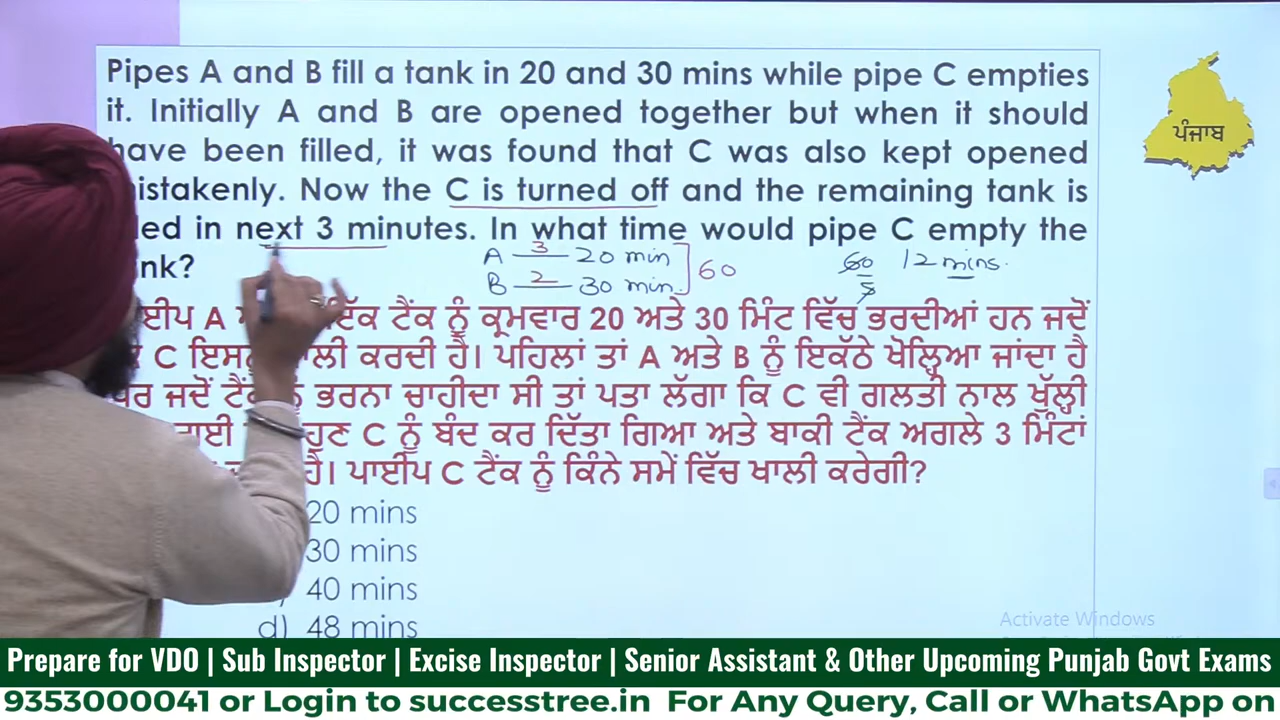 Pipes A and B fill a tank in 20 and 30 mins while pipe C empties
it. Initially A and B are opened together but when it should
have been filled, it was found that C was also kept opened
mistakenly. Now the C is turned off and the remaining tank is
in next 3 minutes. In what time would pipe C empty the
A 3 20 min 60 60/5 12 mins.
B 2 30 min
ਪੰਜਾਬ
A ਇੱਕ ਟੈਂਕ ਨੂੰ ਕ੍ਰਮਵਾਰ 20 ਅਤੇ 30 ਮਿੰਟ ਵਿੱਚ ਭਰਦੀਆਂ ਹਨ ਜਦੋਂ
C ਇਸਨੂੰ ਖਾਲੀ ਕਰਦੀ ਹੈ। ਪਹਿਲਾਂ ਤਾਂ A ਅਤੇ B ਨੂੰ ਇਕੱਠੇ ਖੋਲ੍ਹਿਆ ਜਾਂਦਾ ਹੈ
ਪਰ ਜਦੋਂ ਟੈਂਕ ਨੂੰ ਭਰਨਾ ਚਾਹੀਦਾ ਸੀ ਤਾਂ ਪਤਾ ਲੱਗਾ ਕਿ C ਵੀ ਗਲਤੀ ਨਾਲ ਖੁੱਲ੍ਹੀ
ਹੁਣ C ਨੂੰ ਬੰਦ ਕਰ ਦਿੱਤਾ ਗਿਆ ਅਤੇ ਬਾਕੀ ਟੈਂਕ ਅਗਲੇ 3 ਮਿੰਟਾਂ
ਹੈ। ਪਾਈਪ C ਟੈਂਕ ਨੂੰ ਕਿੰਨੇ ਸਮੇਂ ਵਿੱਚ ਖਾਲੀ ਕਰੇਗੀ?
20 mins
30 mins
40 mins
d) 48 mins
Activate Windows
Prepare for VDO | Sub Inspector | Excise Inspector | Senior Assistant & Other Upcoming Punjab Govt Exams
9353000041 or Login to successtree.in For Any Query, Call or WhatsApp on